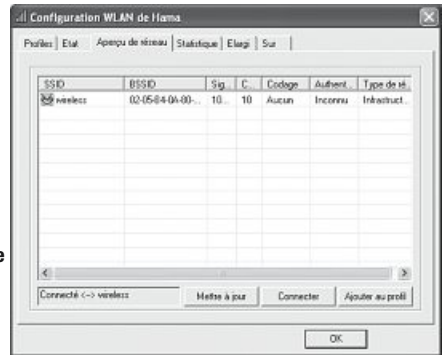 Configuration WLAN de Hama
Profiles Etat Aperçu de réseau Statistique Elargi Sur
SSID BSSID Sig... C... Codage Authent... Type de ré...
wireless 02-05-84-0A-80-... 10... 10 Aucun Inconnu Infrastruct...
e
Connecté <-> wireless Mettre à jour Connecter Ajouter au profil
OK